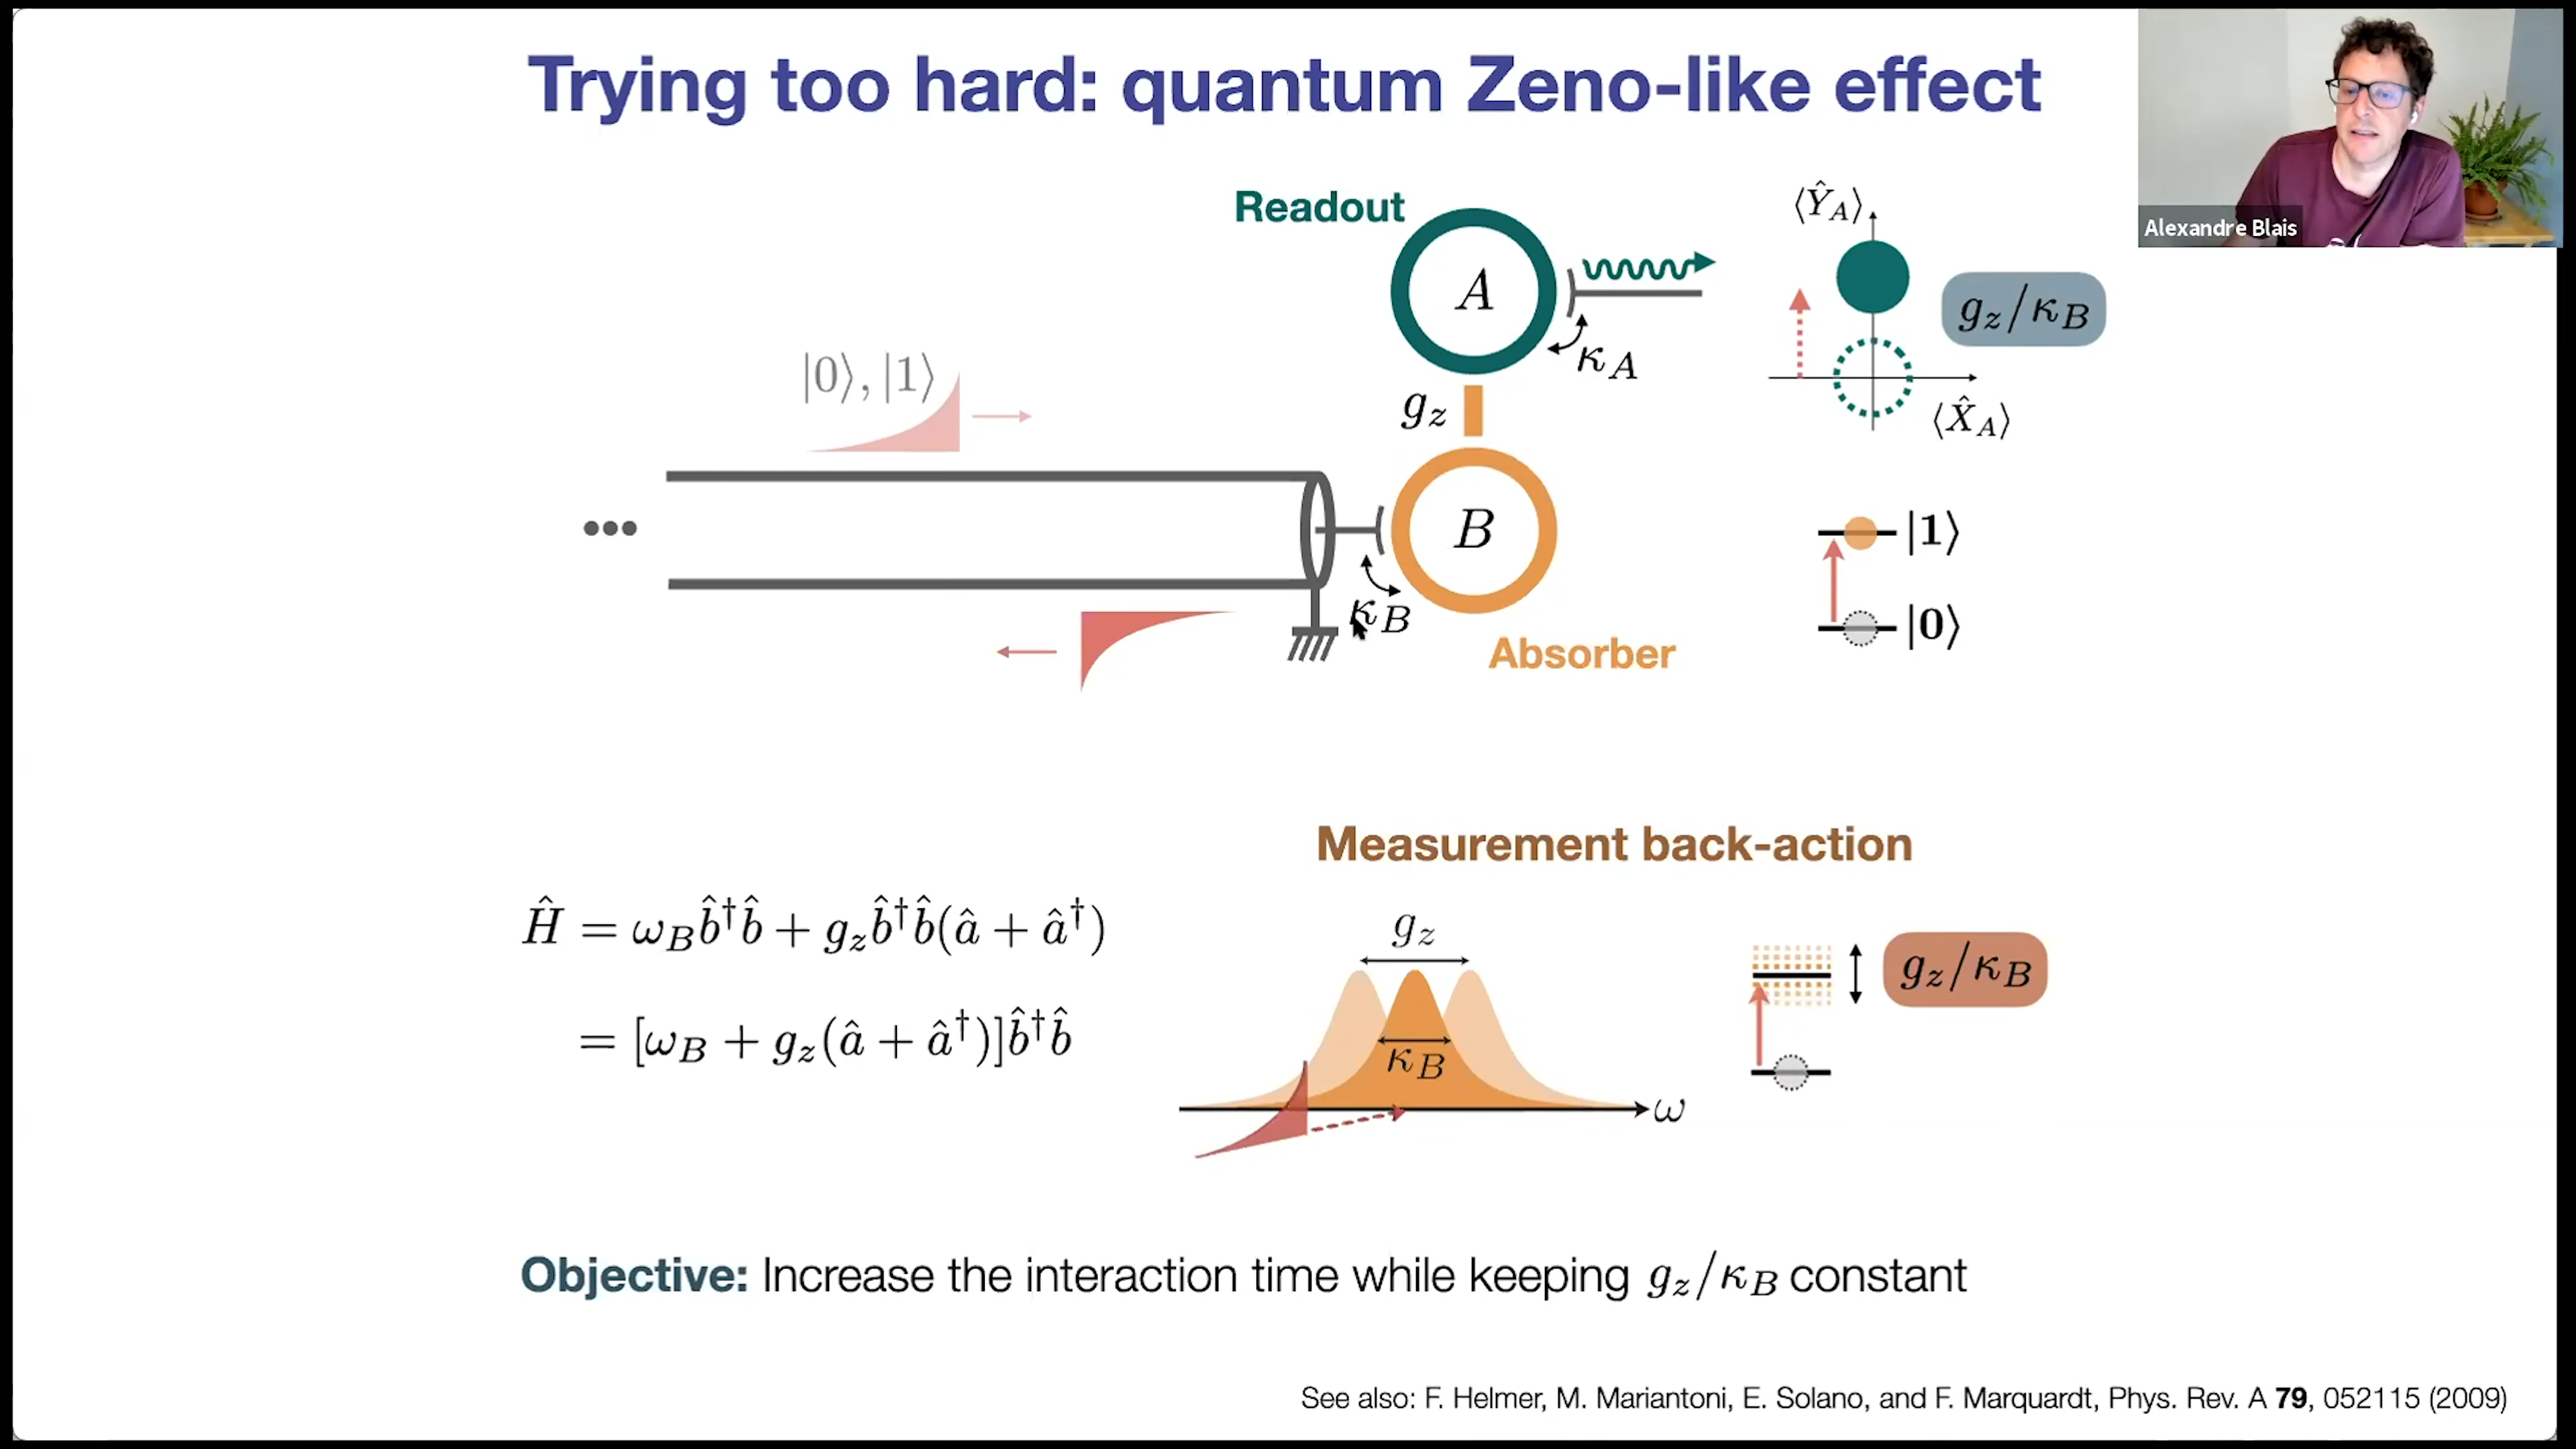 Trying too hard: quantum Zeno-like effect
Alexandre Blais
Readout
A
κ_A
⟨Ŷ_A⟩
g_z/κ_B
⟨X̂_A⟩
|0⟩, |1⟩
g_z
B
κ_B
Absorber
|1⟩
|0⟩
Measurement back-action
Ĥ = ω_B b̂†b̂ + g_z b̂†b̂(â + â†)
= [ω_B + g_z(â + â†)]b̂†b̂
g_z
κ_B
ω
g_z/κ_B
Objective: Increase the interaction time while keeping g_z/κ_B constant
See also: F. Helmer, M. Mariantoni, E. Solano, and F. Marquardt, Phys. Rev. A 79, 052115 (2009)